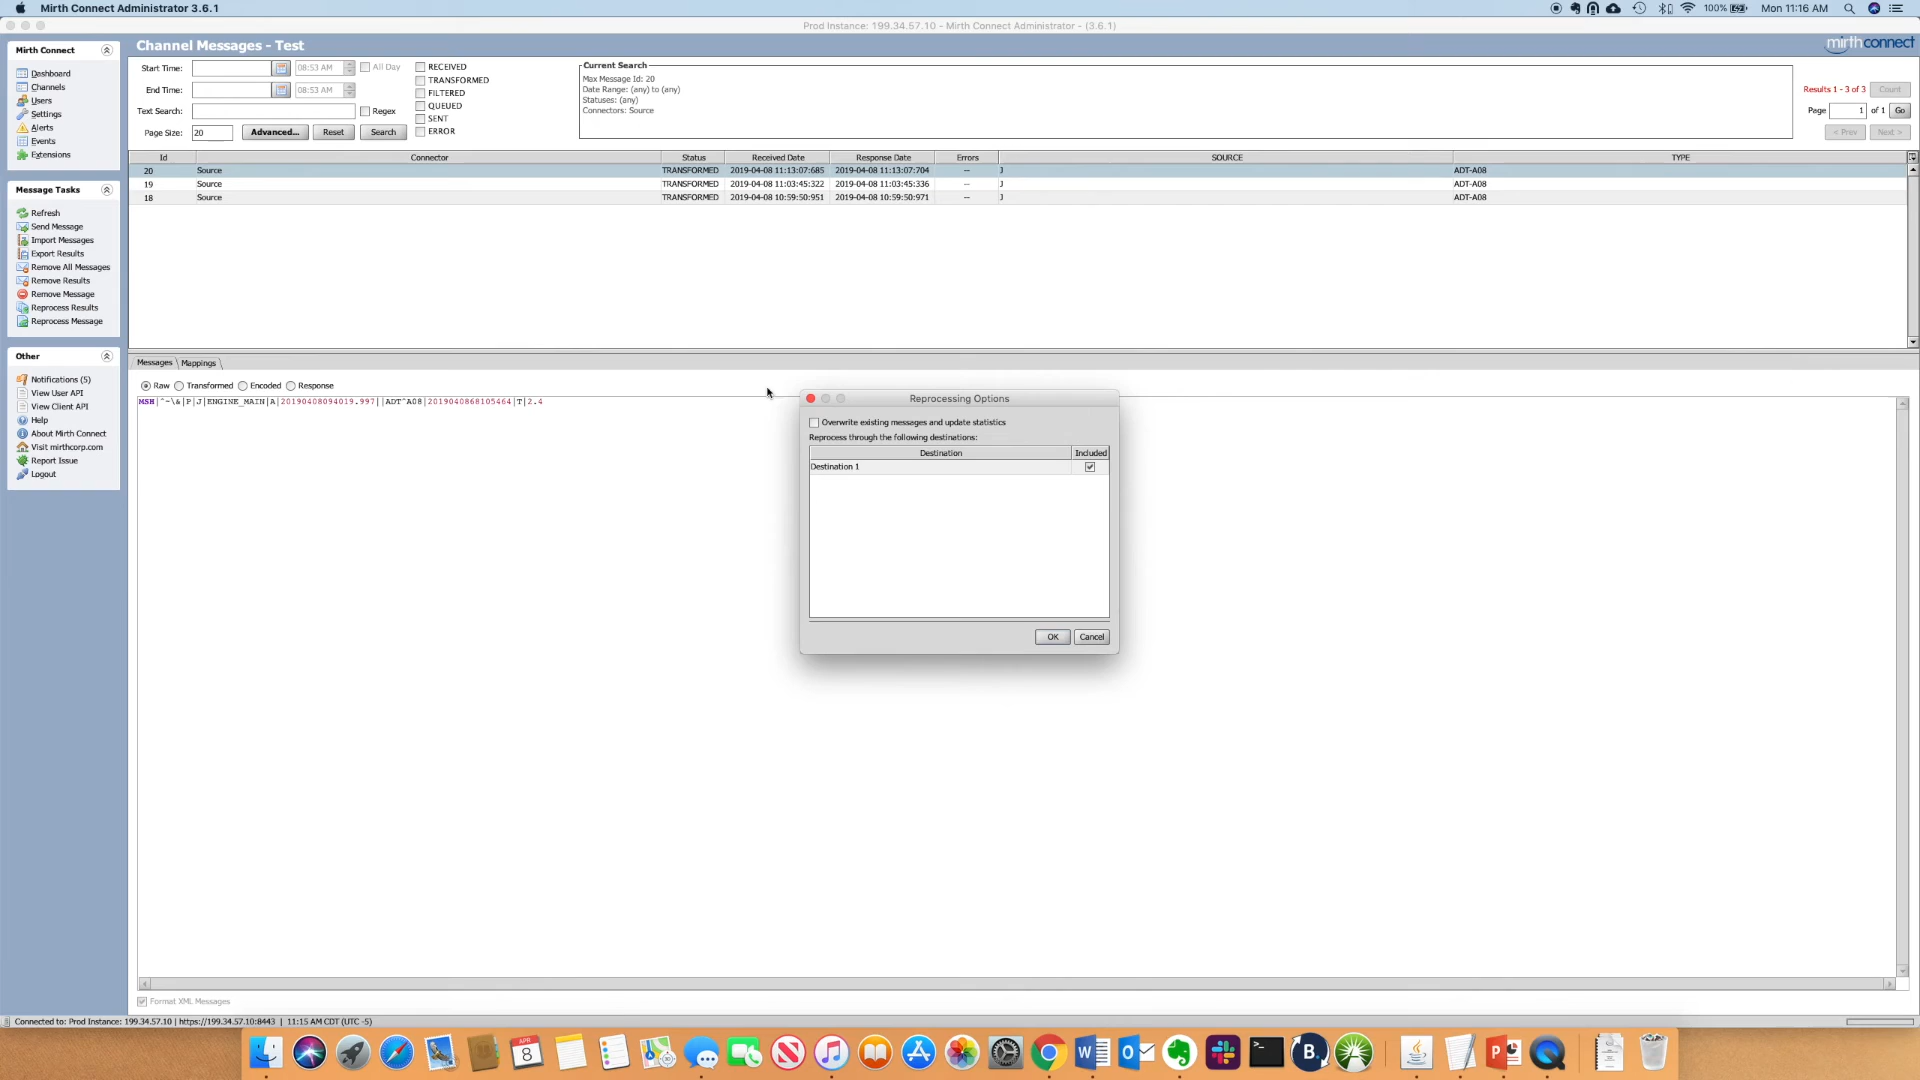 Mirth Connect Administrator 3.6.1
100%
Mon 11:16 AM
Prod Instance: 199.34.57.10 - Mirth Connect Administrator - (3.6.1)
Mirth Connect
Dashboard
Channels
Users
Settings
Alerts
Events
Extensions
Message Tasks
Refresh
Send Message
Import Messages
Export Results
Remove All Messages
Remove Results
Remove Message
Reprocess Results
Reprocess Message
Other
Notifications (5)
View User API
View Client API
Help
About Mirth Connect
Visit mirthcorp.com
Report Issue
Logout
Channel Messages - Test
mirthconnect
Start Time: 08:53 AM All Day
End Time: 08:53 AM
Text Search: Regex
Page Size: 20 Advanced... Reset Search
RECEIVED
TRANSFORMED
FILTERED
QUEUED
SENT
ERROR
Current Search
Max Message Id: 20
Date Range: (any) to (any)
Statuses: (any)
Connectors: Source
Results 1 - 3 of 3 Count
Page 1 of 1 Go
< Prev Next >
Id Connector Status Received Date Response Date Errors SOURCE TYPE
20 Source TRANSFORMED 2019-04-08 11:13:07:685 2019-04-08 11:13:07:704 -- J ADT-A08
19 Source TRANSFORMED 2019-04-08 11:03:45:322 2019-04-08 11:03:45:336 -- J ADT-A08
18 Source TRANSFORMED 2019-04-08 10:59:50:951 2019-04-08 10:59:50:971 -- J ADT-A08
Messages Mappings
Raw Transformed Encoded Response
MSH|^~\&|P|J|ENGINE_MAIN|A|20190408094019.997||ADT^A08|2019040868105464|T|2.4
Reprocessing Options
Overwrite existing messages and update statistics
Reprocess through the following destinations:
Destination Included
Destination 1
OK Cancel
Format XML Messages
Connected to: Prod Instance: 199.34.57.10 | https://199.34.57.10:8443 | 11:15 AM CDT (UTC -5)
APR
8